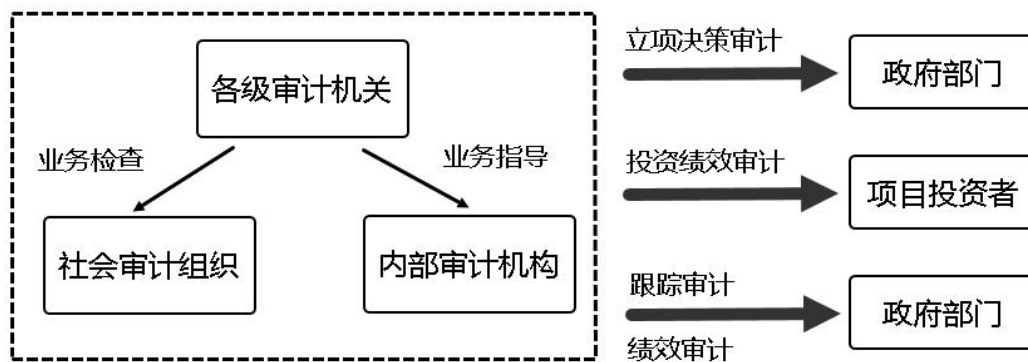 各级审计机关
业务检查
业务指导
社会审计组织
内部审计机构
立项决策审计
政府部门
投资绩效审计
项目投资者
跟踪审计
绩效审计
政府部门